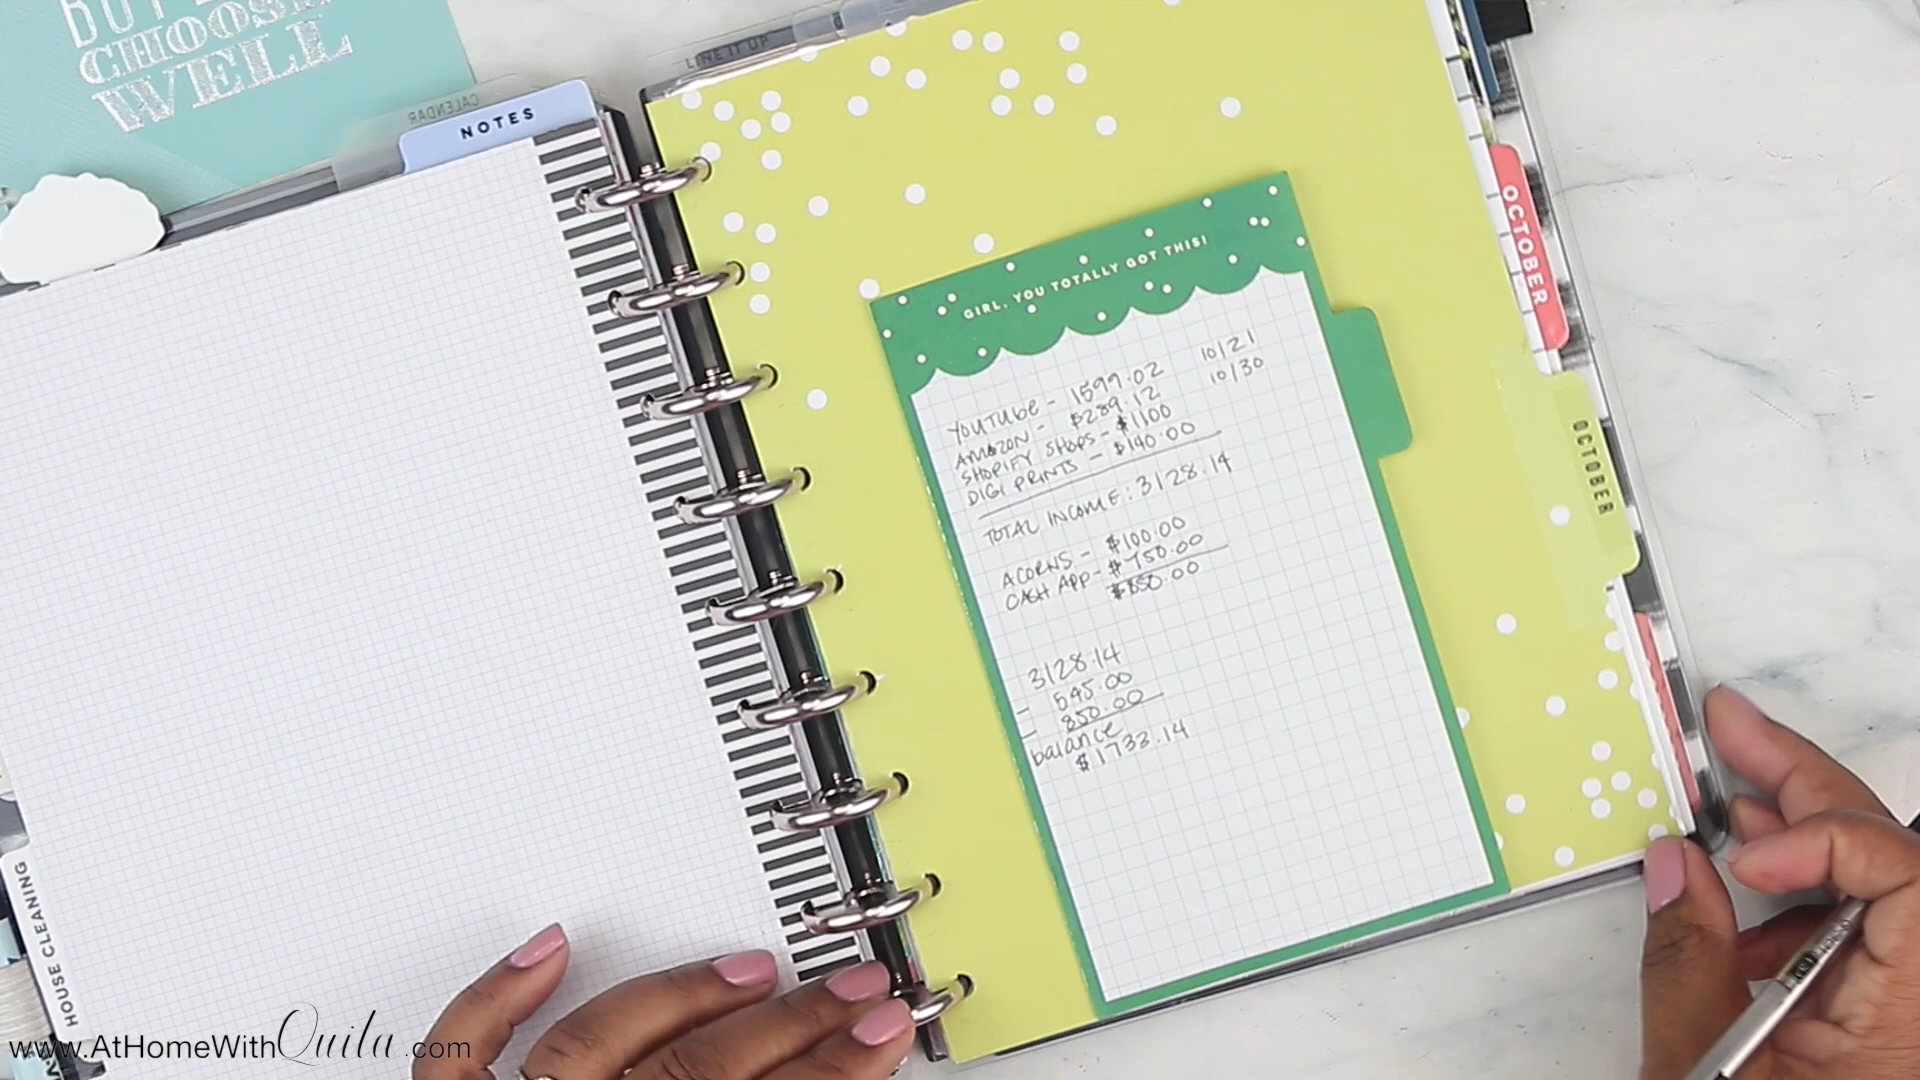 CHOOSE
WELL
CALENDAR
NOTES
LINE IT UP
GIRL, YOU TOTALLY GOT THIS!
YOUTUBE - 1599.02 10/21
AMAZON - $289.12 10/30
SHOPIFY SHOPS - $1100
DIGI PRINTS - $140.00
TOTAL INCOME: 3128.14
ACORNS - $100.00
CASH APP - $750.00
$850.00
3128.14
- 545.00
- 850.00
balance
$1733.14
OCTOBER
OCTOBER
HOUSE CLEANING
www.AtHomeWithQuita.com